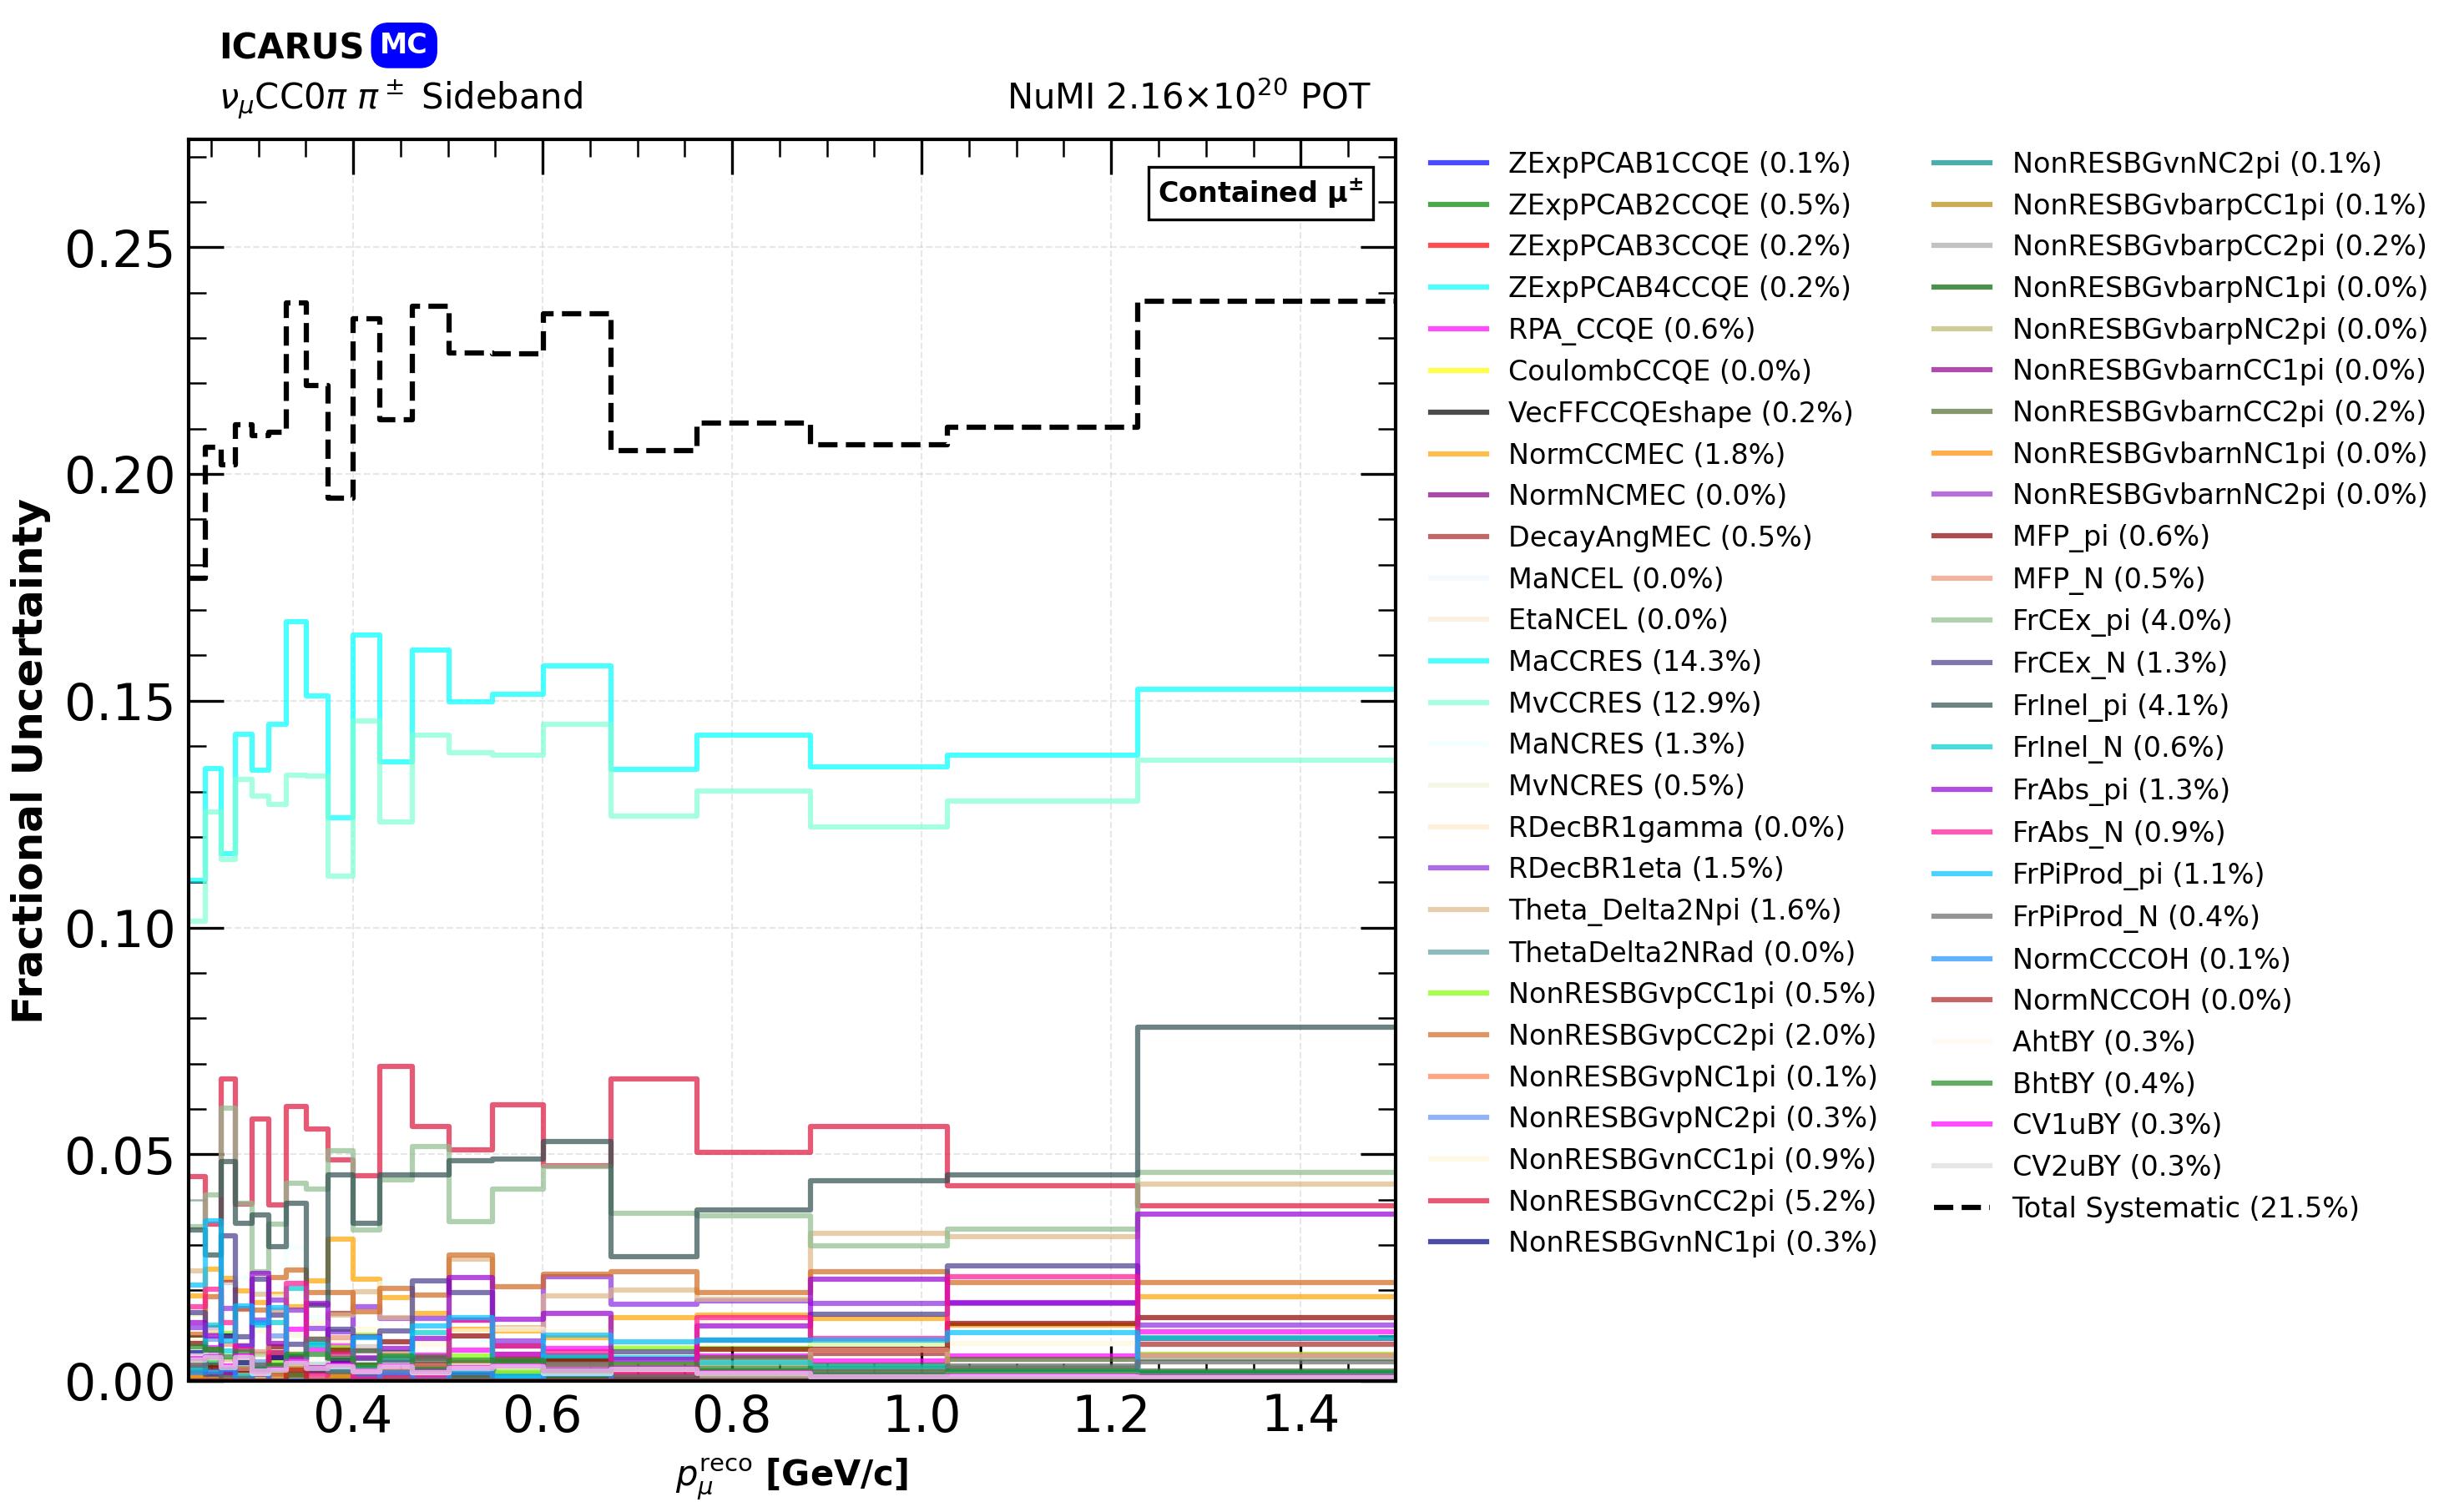 ICARUS MC
νμCC0π π± Sideband
NuMI 2.16×10²⁰ POT
Contained μ±
Fractional Uncertainty
0.25
0.20
0.15
0.10
0.05
0.00
0.4 0.6 0.8 1.0 1.2 1.4
pμ^reco [GeV/c]
ZExpPCAB1CCQE (0.1%)
ZExpPCAB2CCQE (0.5%)
ZExpPCAB3CCQE (0.2%)
ZExpPCAB4CCQE (0.2%)
RPA_CCQE (0.6%)
CoulombCCQE (0.0%)
VecFFCCQEshape (0.2%)
NormCCMEC (1.8%)
NormNCMEC (0.0%)
DecayAngMEC (0.5%)
MaNCEL (0.0%)
EtaNCEL (0.0%)
MaCCRES (14.3%)
MvCCRES (12.9%)
MaNCRES (1.3%)
MvNCRES (0.5%)
RDecBR1gamma (0.0%)
RDecBR1eta (1.5%)
Theta_Delta2Npi (1.6%)
ThetaDelta2NRad (0.0%)
NonRESBGvpCC1pi (0.5%)
NonRESBGvpCC2pi (2.0%)
NonRESBGvpNC1pi (0.1%)
NonRESBGvpNC2pi (0.3%)
NonRESBGvnCC1pi (0.9%)
NonRESBGvnCC2pi (5.2%)
NonRESBGvnNC1pi (0.3%)
NonRESBGvnNC2pi (0.1%)
NonRESBGvbarpCC1pi (0.1%)
NonRESBGvbarpCC2pi (0.2%)
NonRESBGvbarpNC1pi (0.0%)
NonRESBGvbarpNC2pi (0.0%)
NonRESBGvbarnCC1pi (0.0%)
NonRESBGvbarnCC2pi (0.2%)
NonRESBGvbarnNC1pi (0.0%)
NonRESBGvbarnNC2pi (0.0%)
MFP_pi (0.6%)
MFP_N (0.5%)
FrCEx_pi (4.0%)
FrCEx_N (1.3%)
FrInel_pi (4.1%)
FrInel_N (0.6%)
FrAbs_pi (1.3%)
FrAbs_N (0.9%)
FrPiProd_pi (1.1%)
FrPiProd_N (0.4%)
NormCCCOH (0.1%)
NormNCCOH (0.0%)
AhtBY (0.3%)
BhtBY (0.4%)
CV1uBY (0.3%)
CV2uBY (0.3%)
Total Systematic (21.5%)